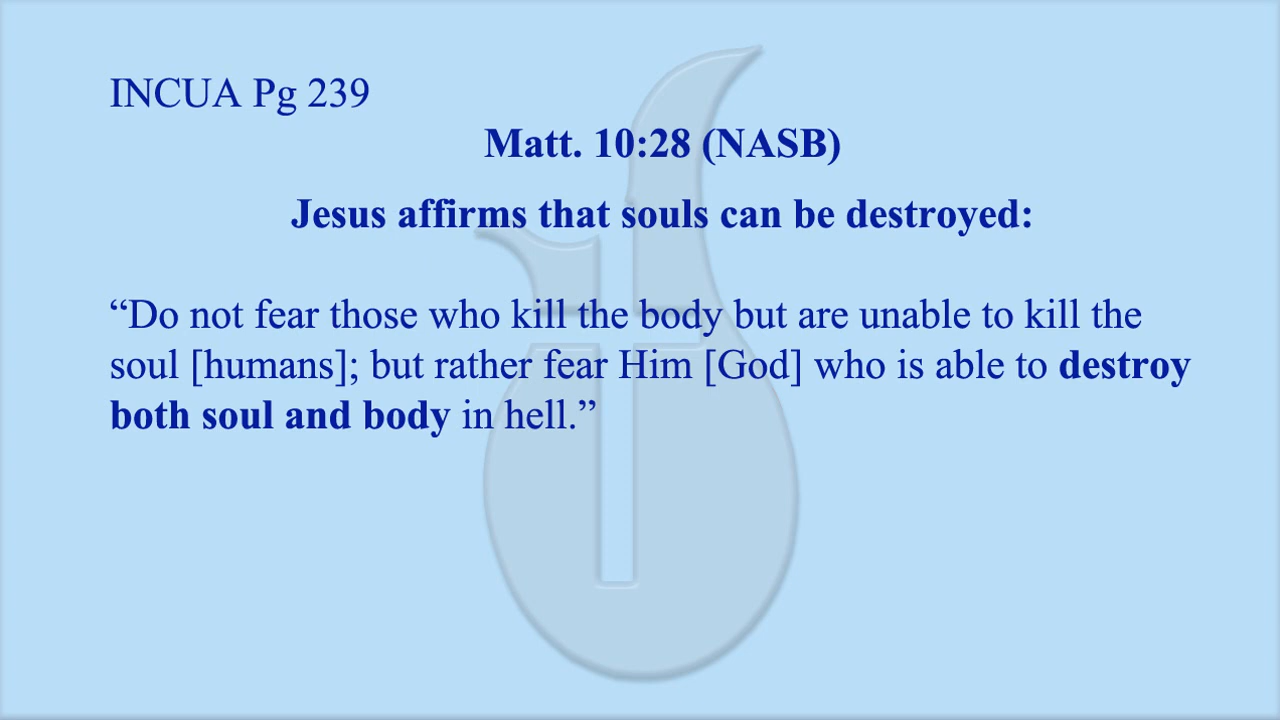 INCUA Pg 239
Matt. 10:28 (NASB)
Jesus affirms that souls can be destroyed:
“Do not fear those who kill the body but are unable to kill the
soul [humans]; but rather fear Him [God] who is able to destroy
both soul and body in hell.”